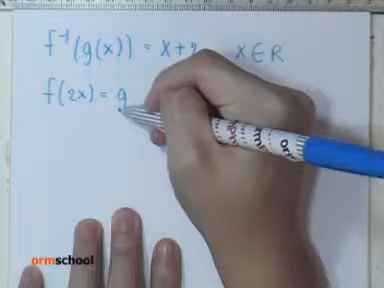 f⁻¹(g(x)) = x + 2 x ∈ R
f(2x) = g
ormschool